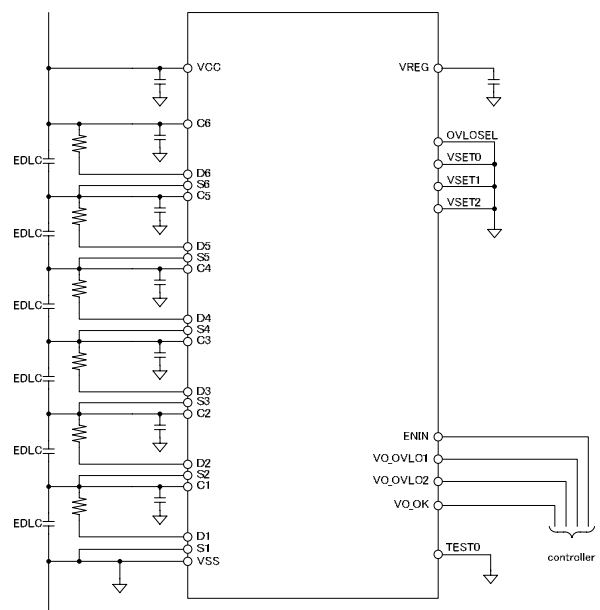 VCC
VREG
C6
OVLOSEL
EDLC
VSET0
D6
S6
VSET1
C5
VSET2
EDLC
D5
S5
C4
EDLC
D4
S4
C3
EDLC
D3
S3
C2
ENIN
EDLC
VO_OVLO1
D2
S2
VO_OVLO2
C1
VO_OK
EDLC
D1
S1
TEST0
VSS
controller